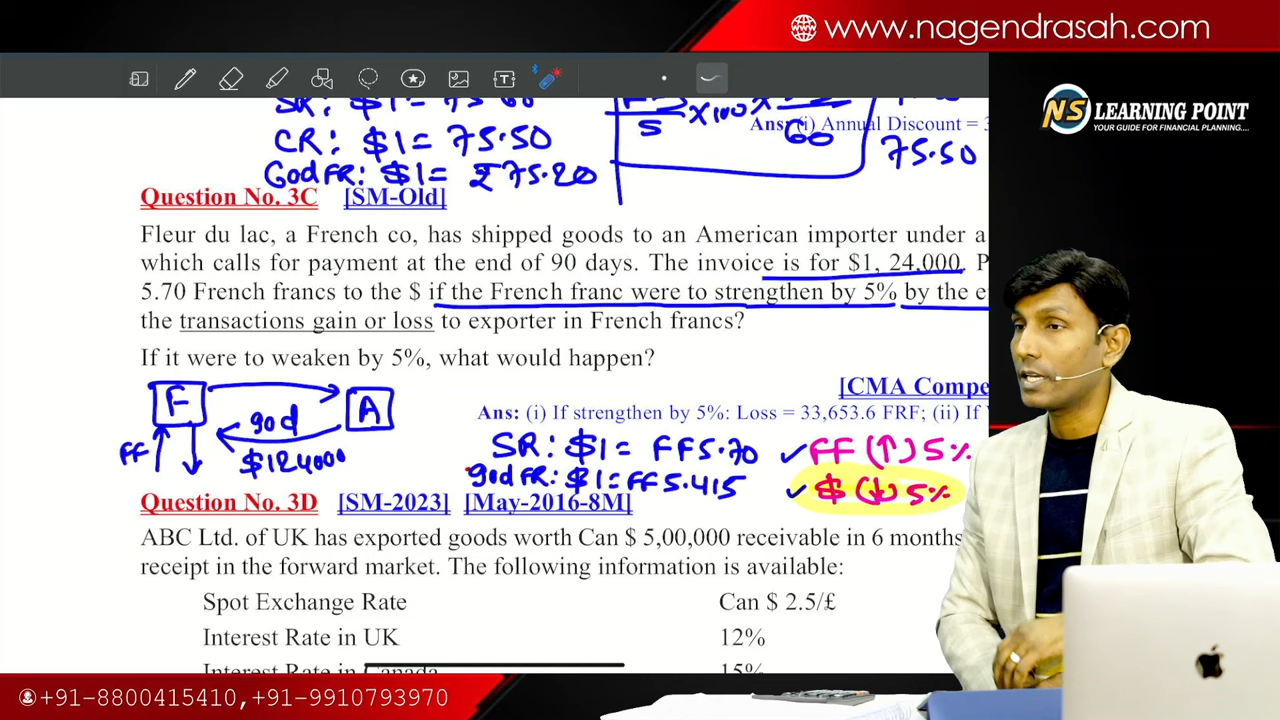 www.nagendrasah.com
NS LEARNING POINT
YOUR GUIDE FOR FINANCIAL PLANNING....
CR: $1= 75.50
God FR: $1= ₹75.20
5 ×100×
60
Ans: (i) Annual Discount = 3
75.50
Question No. 3C [SM-Old]
Fleur du lac, a French co, has shipped goods to an American importer under a
which calls for payment at the end of 90 days. The invoice is for $1, 24,000. P
5.70 French francs to the $ if the French franc were to strengthen by 5% by the e
the transactions gain or loss to exporter in French francs?
If it were to weaken by 5%, what would happen?
[CMA Compe
Ans: (i) If strengthen by 5%: Loss = 33,653.6 FRF; (ii) If
F
A
90d
FF
$124000
SR: $1= FF5.70
90d FR: $1= FF5.415
FF (↑) 5%
$ (↓) 5%
Question No. 3D [SM-2023] [May-2016-8M]
ABC Ltd. of UK has exported goods worth Can $ 5,00,000 receivable in 6 months
receipt in the forward market. The following information is available:
Spot Exchange Rate Can $ 2.5/£
Interest Rate in UK 12%
Interest Rate in Canada 15%
+91-8800415410,+91-9910793970